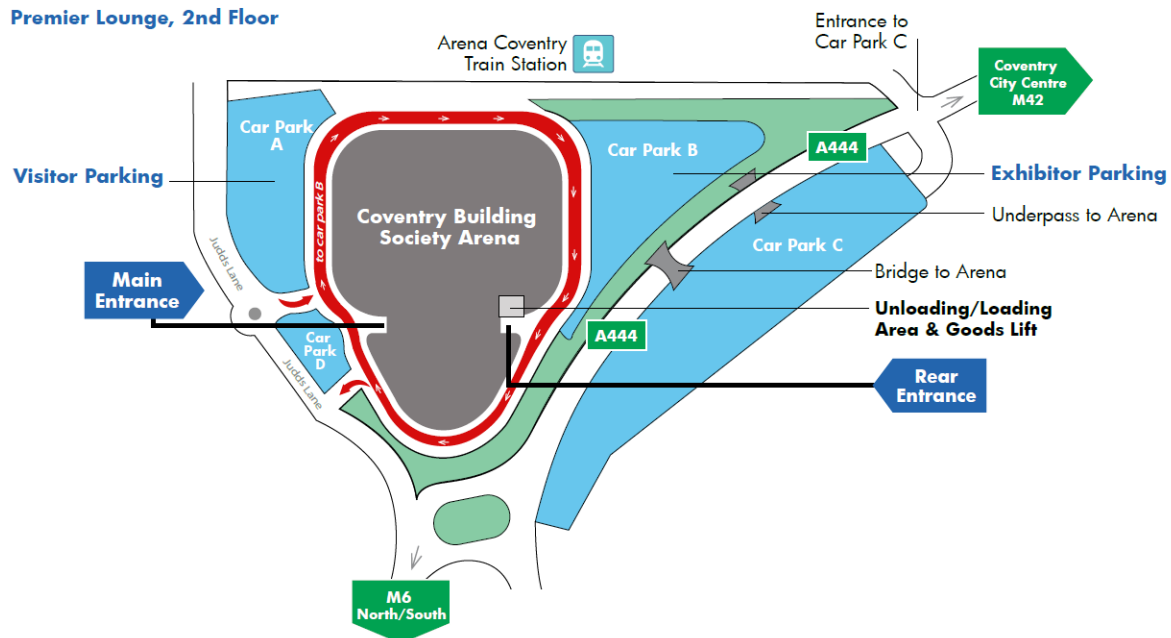 Premier Lounge, 2nd Floor
Entrance to
Car Park C
Arena Coventry
Train Station
Coventry
City Centre
M42
Car Park
A
Car Park B
A444
Visitor Parking
Exhibitor Parking
to car park B
Coventry Building
Society Arena
Underpass to Arena
Car Park C
Judds Lane
Main
Entrance
Bridge to Arena
Unloading/Loading
Area & Goods Lift
A444
Car
Park
D
Judds Lane
Rear
Entrance
M6
North/South